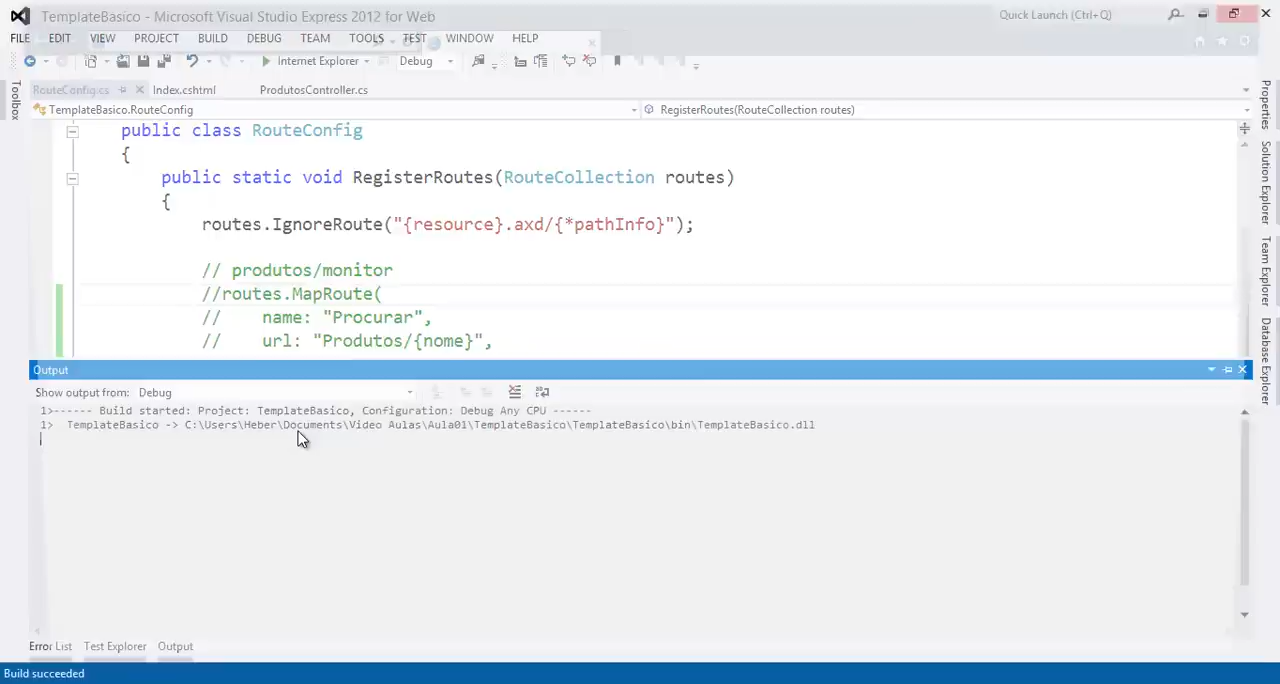 TemplateBasico - Microsoft Visual Studio Express 2012 for Web
Quick Launch (Ctrl+Q)
FILE EDIT VIEW PROJECT BUILD DEBUG TEAM TOOLS TEST WINDOW HELP
Internet Explorer Debug
RouteConfig.cs Index.cshtml ProdutosController.cs
TemplateBasico.RouteConfig RegisterRoutes(RouteCollection routes)
public class RouteConfig
{
public static void RegisterRoutes(RouteCollection routes)
{
routes.IgnoreRoute("{resource}.axd/{*pathInfo}");
// produtos/monitor
//routes.MapRoute(
// name: "Procurar",
// url: "Produtos/{nome}",
Output
Show output from: Debug
1>------ Build started: Project: TemplateBasico, Configuration: Debug Any CPU ------
1> TemplateBasico -> C:\Users\Heber\Documents\Video Aulas\Aula01\TemplateBasico\TemplateBasico\bin\TemplateBasico.dll
Error List Test Explorer Output
Build succeeded
Toolbox
Properties
Solution Explorer
Team Explorer
Database Explorer